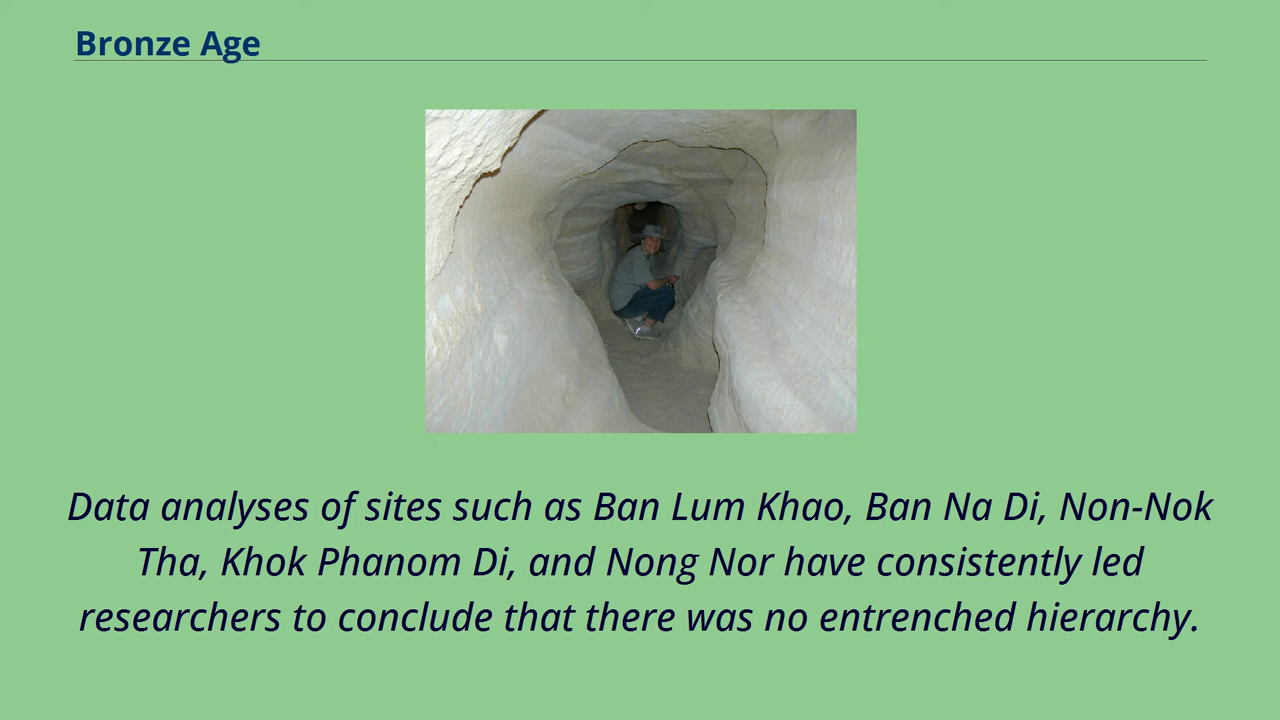 Bronze Age
Data analyses of sites such as Ban Lum Khao, Ban Na Di, Non-Nok
Tha, Khok Phanom Di, and Nong Nor have consistently led
researchers to conclude that there was no entrenched hierarchy.